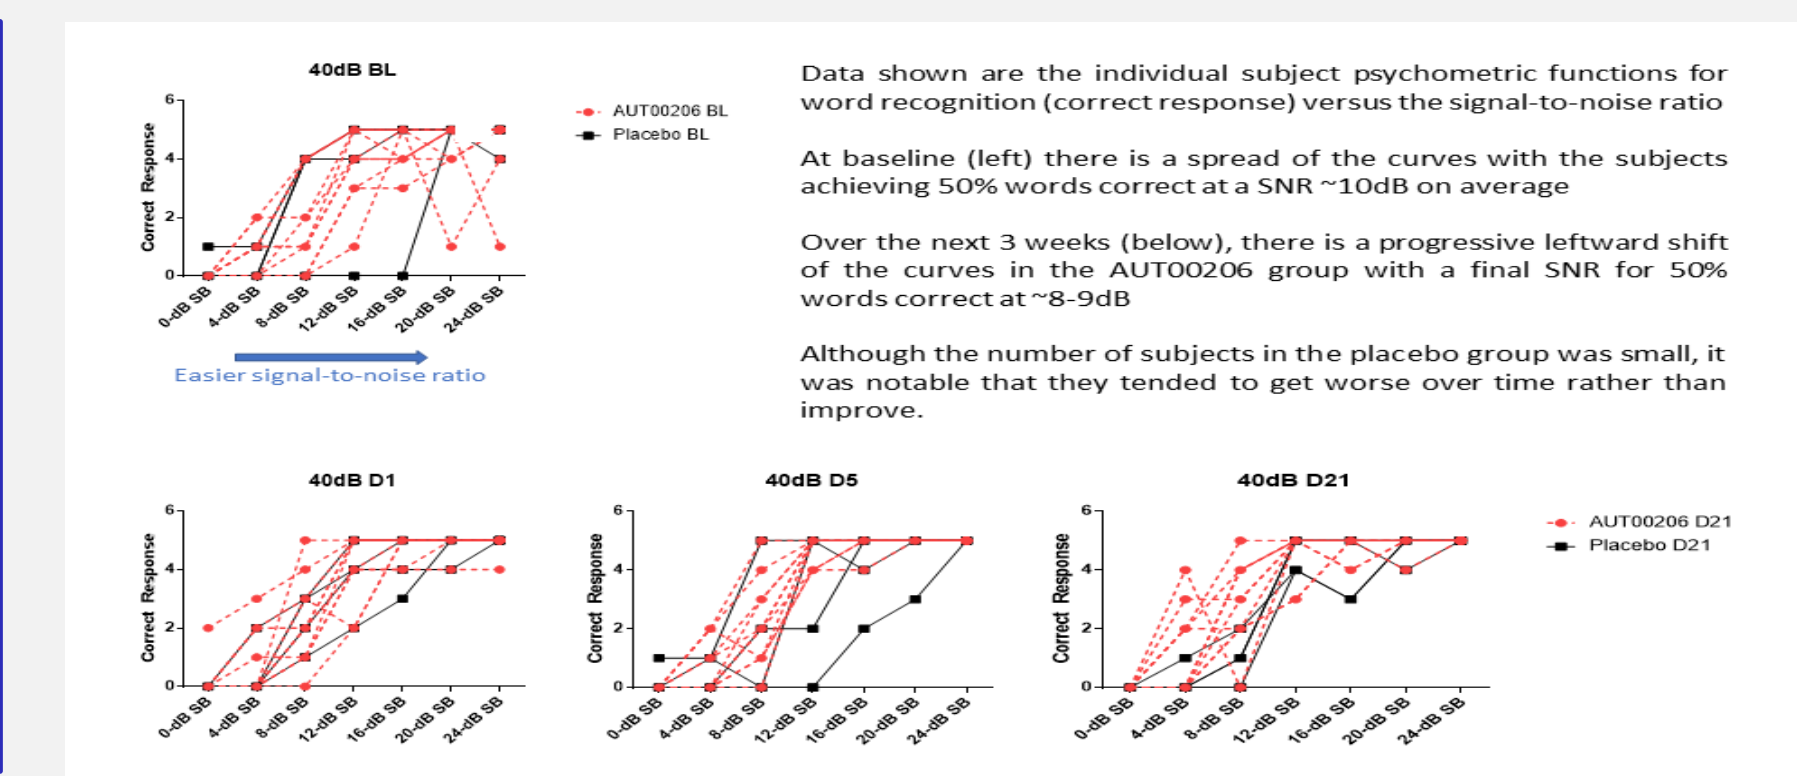 40dB BL
Correct Response
6
4
2
0
0-dB SB
4-dB SB
8-dB SB
12-dB SB
16-dB SB
20-dB SB
24-dB SB
AUT00206 BL
Placebo BL
Easier signal-to-noise ratio
Data shown are the individual subject psychometric functions for
word recognition (correct response) versus the signal-to-noise ratio
At baseline (left) there is a spread of the curves with the subjects
achieving 50% words correct at a SNR ~10dB on average
Over the next 3 weeks (below), there is a progressive leftward shift
of the curves in the AUT00206 group with a final SNR for 50%
words correct at ~8-9dB
Although the number of subjects in the placebo group was small, it
was notable that they tended to get worse over time rather than
improve.
40dB D1
Correct Response
6
4
2
0
0-dB SB
4-dB SB
8-dB SB
12-dB SB
16-dB SB
20-dB SB
24-dB SB
40dB D5
Correct Response
6
4
2
0
0-dB SB
4-dB SB
8-dB SB
12-dB SB
16-dB SB
20-dB SB
24-dB SB
40dB D21
Correct Response
6
4
2
0
0-dB SB
4-dB SB
8-dB SB
12-dB SB
16-dB SB
20-dB SB
24-dB SB
AUT00206 D21
Placebo D21